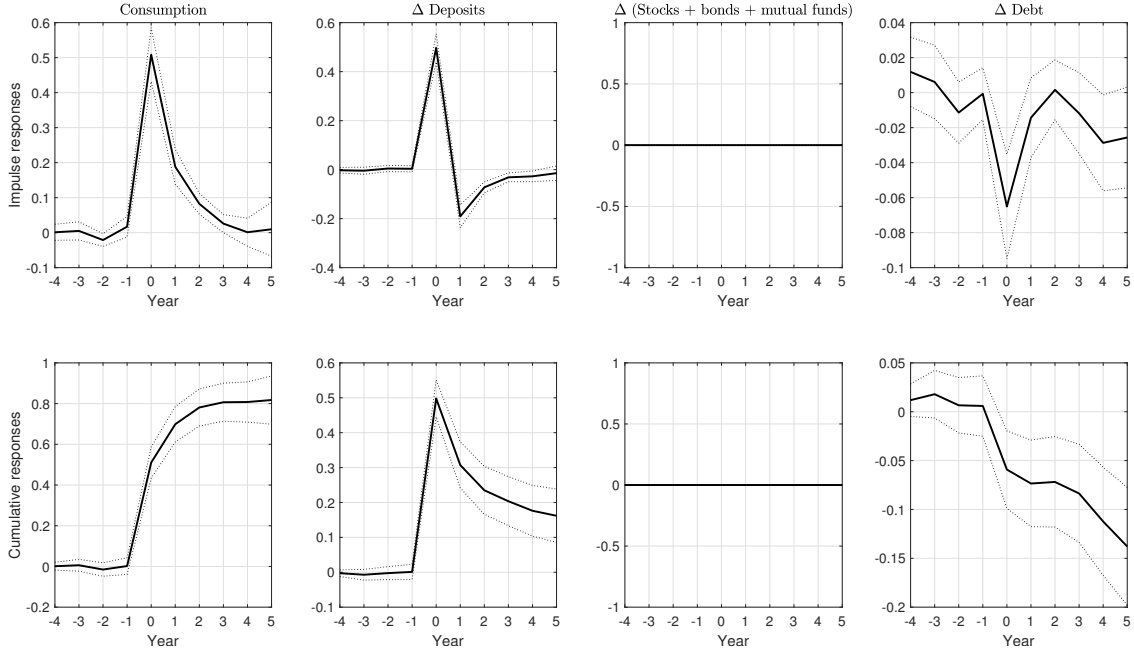 Consumption
Δ Deposits
Δ (Stocks + bonds + mutual funds)
Δ Debt
Impulse responses
0.6
0.5
0.4
0.3
0.2
0.1
0
-0.1
-4 -3 -2 -1 0 1 2 3 4 5
Year
0.6
0.4
0.2
0
-0.2
-0.4
-4 -3 -2 -1 0 1 2 3 4 5
Year
1
0.5
0
-0.5
-1
-4 -3 -2 -1 0 1 2 3 4 5
Year
0.04
0.02
0
-0.02
-0.04
-0.06
-0.08
-0.1
-4 -3 -2 -1 0 1 2 3 4 5
Year
Cumulative responses
1
0.8
0.6
0.4
0.2
0
-0.2
-4 -3 -2 -1 0 1 2 3 4 5
Year
0.6
0.5
0.4
0.3
0.2
0.1
0
-0.1
-4 -3 -2 -1 0 1 2 3 4 5
Year
1
0.5
0
-0.5
-1
-4 -3 -2 -1 0 1 2 3 4 5
Year
0.05
0
-0.05
-0.1
-0.15
-0.2
-4 -3 -2 -1 0 1 2 3 4 5
Year